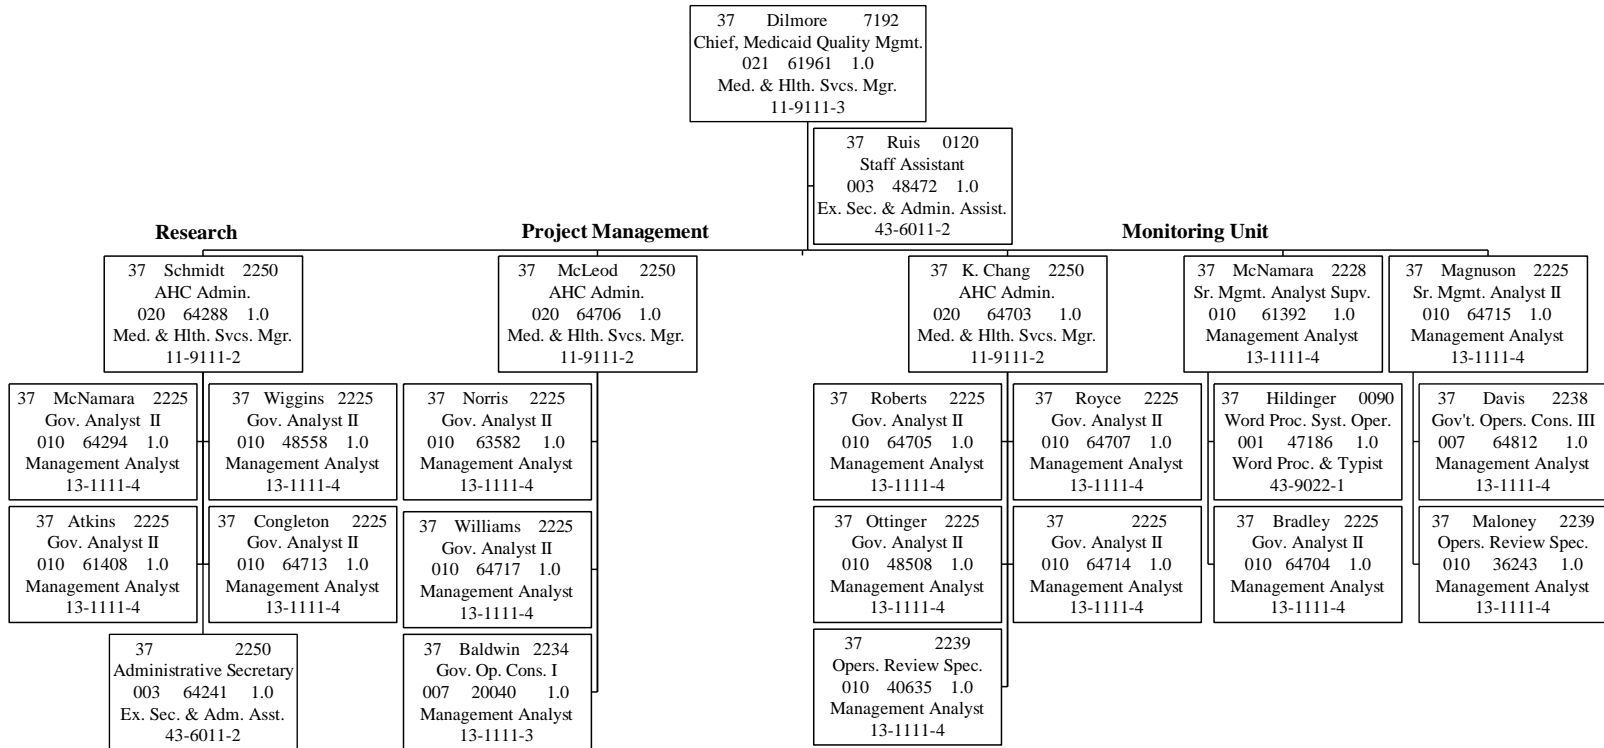 37 Dilmore 7192
Chief, Medicaid Quality Mgmt.
021 61961 1.0
Med. & Hlth. Svcs. Mgr.
11-9111-3
37 Ruis 0120
Staff Assistant
003 48472 1.0
Ex. Sec. & Admin. Assist.
43-6011-2
Research
Project Management
Monitoring Unit
37 Schmidt 2250
AHC Admin.
020 64288 1.0
Med. & Hlth. Svcs. Mgr.
11-9111-2
37 McLeod 2250
AHC Admin.
020 64706 1.0
Med. & Hlth. Svcs. Mgr.
11-9111-2
37 K. Chang 2250
AHC Admin.
020 64703 1.0
Med. & Hlth. Svcs. Mgr.
11-9111-2
37 McNamara 2228
Sr. Mgmt. Analyst Supv.
010 61392 1.0
Management Analyst
13-1111-4
37 Magnuson 2225
Sr. Mgmt. Analyst II
010 64715 1.0
Management Analyst
13-1111-4
37 McNamara 2225
Gov. Analyst II
010 64294 1.0
Management Analyst
13-1111-4
37 Wiggins 2225
Gov. Analyst II
010 48558 1.0
Management Analyst
13-1111-4
37 Norris 2225
Gov. Analyst II
010 63582 1.0
Management Analyst
13-1111-4
37 Roberts 2225
Gov. Analyst II
010 64705 1.0
Management Analyst
13-1111-4
37 Royce 2225
Gov. Analyst II
010 64707 1.0
Management Analyst
13-1111-4
37 Hildinger 0090
Word Proc. Syst. Oper.
001 47186 1.0
Word Proc. & Typist
43-9022-1
37 Davis 2238
Gov't. Opers. Cons. III
007 64812 1.0
Management Analyst
13-1111-4
37 Atkins 2225
Gov. Analyst II
010 61408 1.0
Management Analyst
13-1111-4
37 Congleton 2225
Gov. Analyst II
010 64713 1.0
Management Analyst
13-1111-4
37 Williams 2225
Gov. Analyst II
010 64717 1.0
Management Analyst
13-1111-4
37 Ottinger 2225
Gov. Analyst II
010 48508 1.0
Management Analyst
13-1111-4
37 2225
Gov. Analyst II
010 64714 1.0
Management Analyst
13-1111-4
37 Bradley 2225
Gov. Analyst II
010 64704 1.0
Management Analyst
13-1111-4
37 Maloney 2239
Opers. Review Spec.
010 36243 1.0
Management Analyst
13-1111-4
37 2250
Administrative Secretary
003 64241 1.0
Ex. Sec. & Adm. Asst.
43-6011-2
37 Baldwin 2234
Gov. Op. Cons. I
007 20040 1.0
Management Analyst
13-1111-3
37 2239
Opers. Review Spec.
010 40635 1.0
Management Analyst
13-1111-4